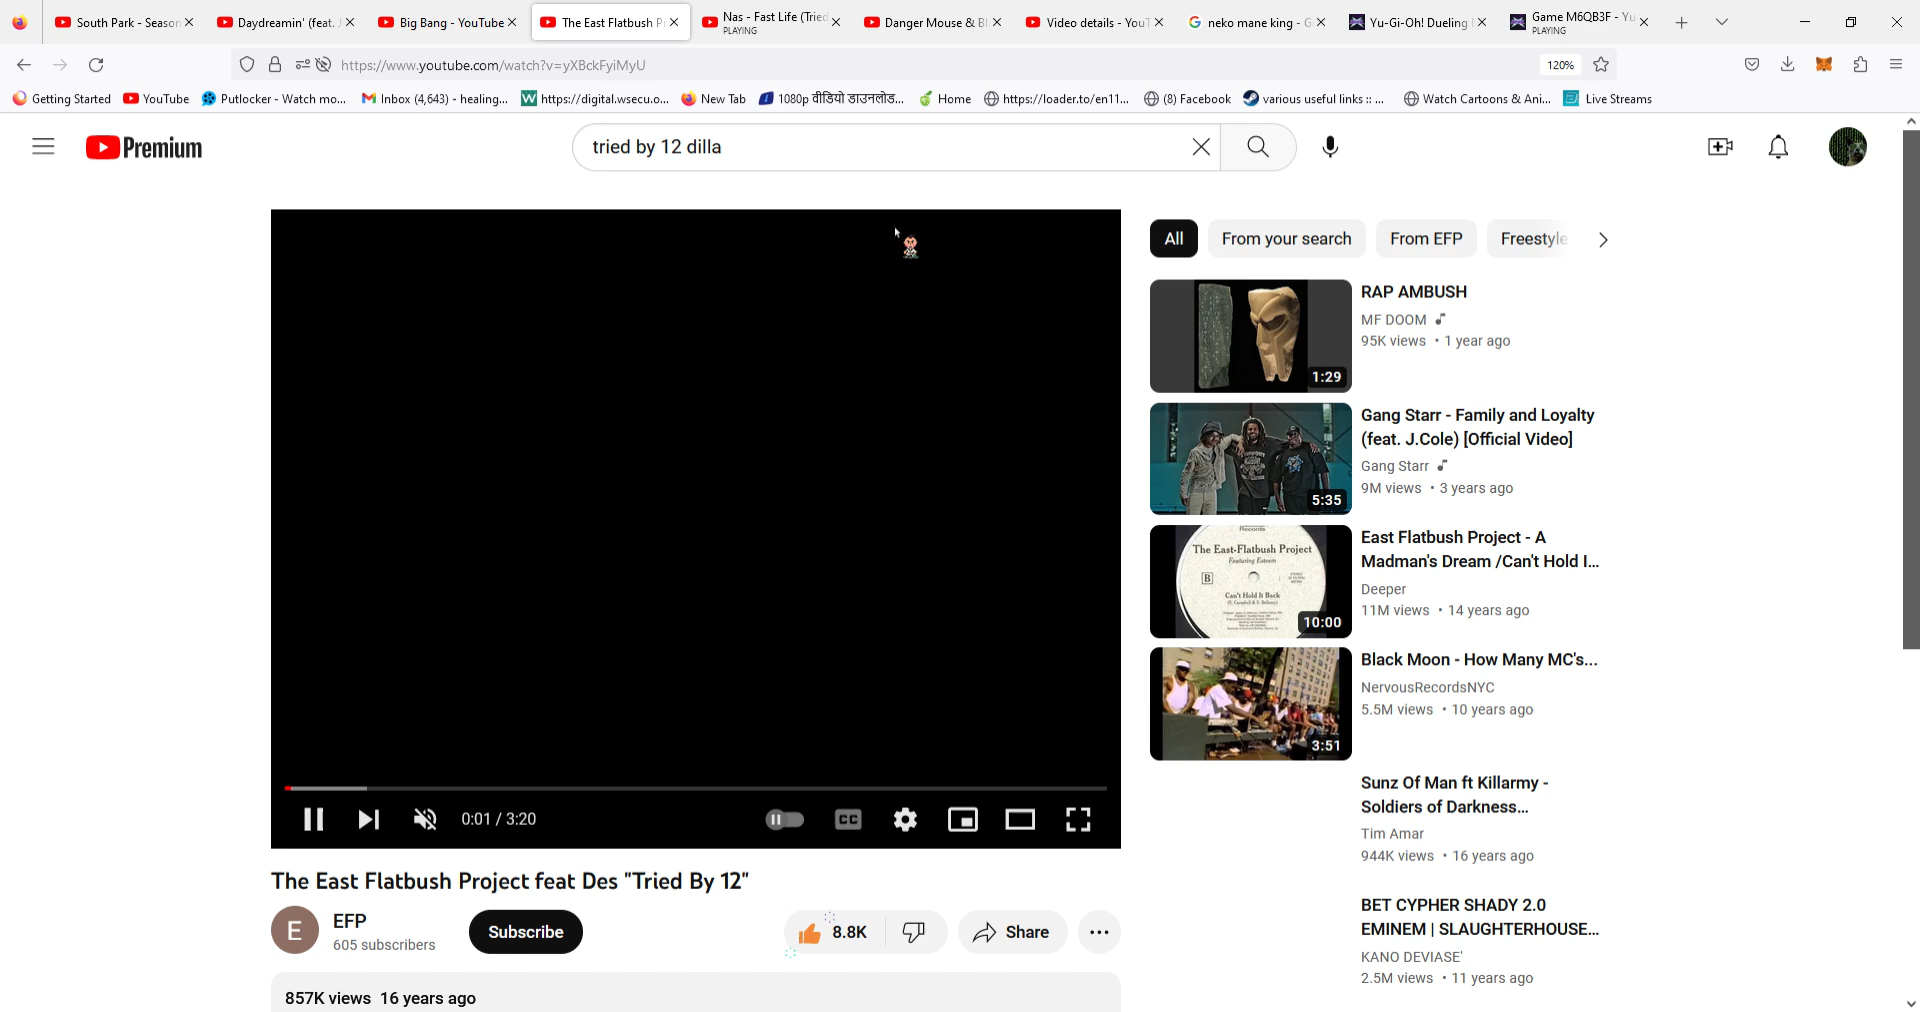 South Park - Season
Daydreamin' (feat. J
Big Bang - YouTube
The East Flatbush Pr
Nas - Fast Life (Tried
PLAYING
Danger Mouse & Bl
Video details - YouT
neko mane king - G
Yu-Gi-Oh! Dueling
Game M6QB3F - Yu
PLAYING
https://www.youtube.com/watch?v=yXBckFyiMyU
120%
Getting Started
YouTube
Putlocker - Watch mo...
Inbox (4,643) - healing...
https://digital.wsecu.o...
New Tab
1080p वीडियो डाउनलोड...
Home
https://loader.to/en11...
(8) Facebook
various useful links :: ...
Watch Cartoons & Ani...
Live Streams
Premium
tried by 12 dilla
All
From your search
From EFP
Freestyle
RAP AMBUSH
MF DOOM
95K views • 1 year ago
1:29
Gang Starr - Family and Loyalty
(feat. J.Cole) [Official Video]
Gang Starr
9M views • 3 years ago
5:35
Records
The East-Flatbush Project
Featuring Esteem
B
Can't Hold It Back
10:00
East Flatbush Project - A
Madman's Dream /Can't Hold I...
Deeper
11M views • 14 years ago
Black Moon - How Many MC's...
NervousRecordsNYC
5.5M views • 10 years ago
3:51
Sunz Of Man ft Killarmy -
Soldiers of Darkness...
Tim Amar
944K views • 16 years ago
BET CYPHER SHADY 2.0
EMINEM | SLAUGHTERHOUSE...
KANO DEVIASE'
2.5M views • 11 years ago
0:01 / 3:20
CC
The East Flatbush Project feat Des "Tried By 12"
E
EFP
605 subscribers
Subscribe
8.8K
Share
857K views 16 years ago